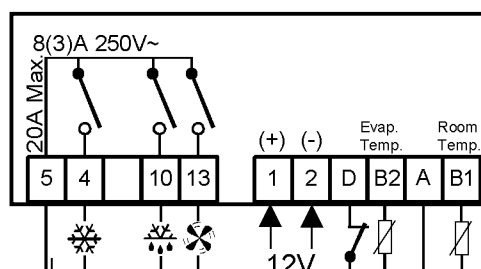 8(3)A 250V~
20A Max.
(+) (-)
Evap. Temp.
Room Temp.
5 4 10 13 1 2 D B2 A B1
12V